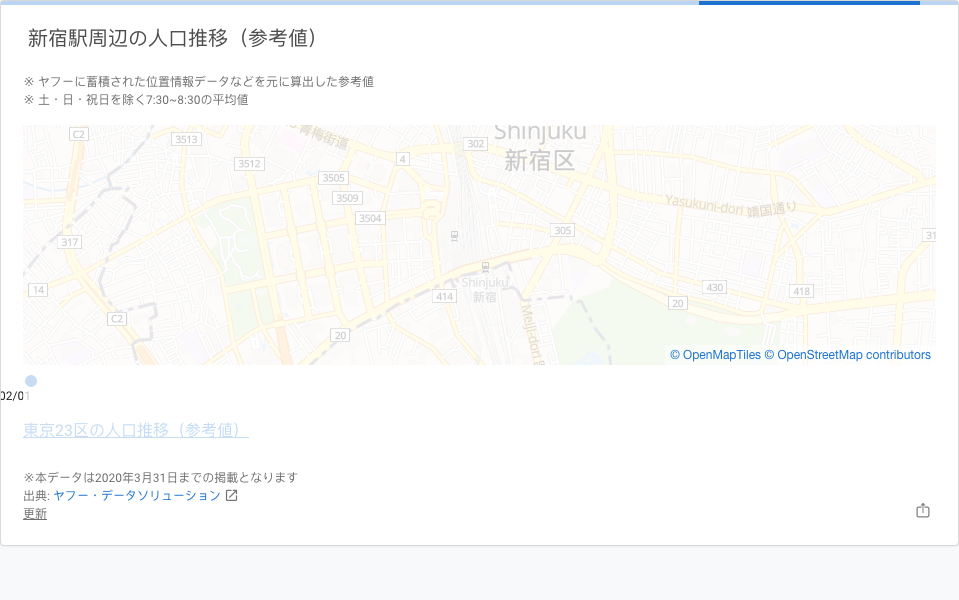 新宿駅周辺の人口推移（参考値）
※ ヤフーに蓄積された位置情報データなどを元に算出した参考値
※ 土・日・祝日を除く7:30~8:30の平均値
C2
3513
青梅街道
302
Shinjuku
新宿区
3512
4
3505
3509
3504
Yasukuni-dori 靖国通り
317
305
31
14
Shinjuku
新宿
414
430
418
20
C2
20
Meiji-dori 明
© OpenMapTiles © OpenStreetMap contributors
02/01
東京23区の人口推移（参考値）
※本データは2020年3月31日までの掲載となります
出典: ヤフー・データソリューション
更新